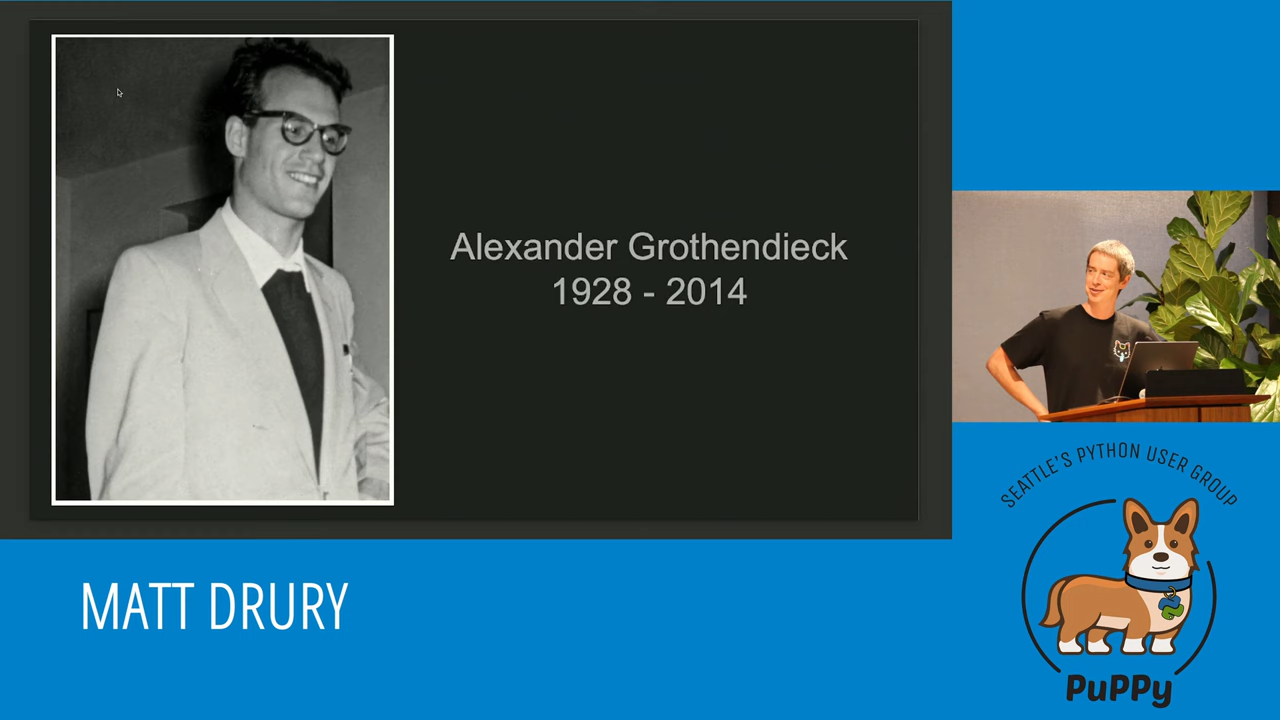 Alexander Grothendieck
1928 - 2014
SEATTLE'S PYTHON USER GROUP
PuPPy
MATT DRURY